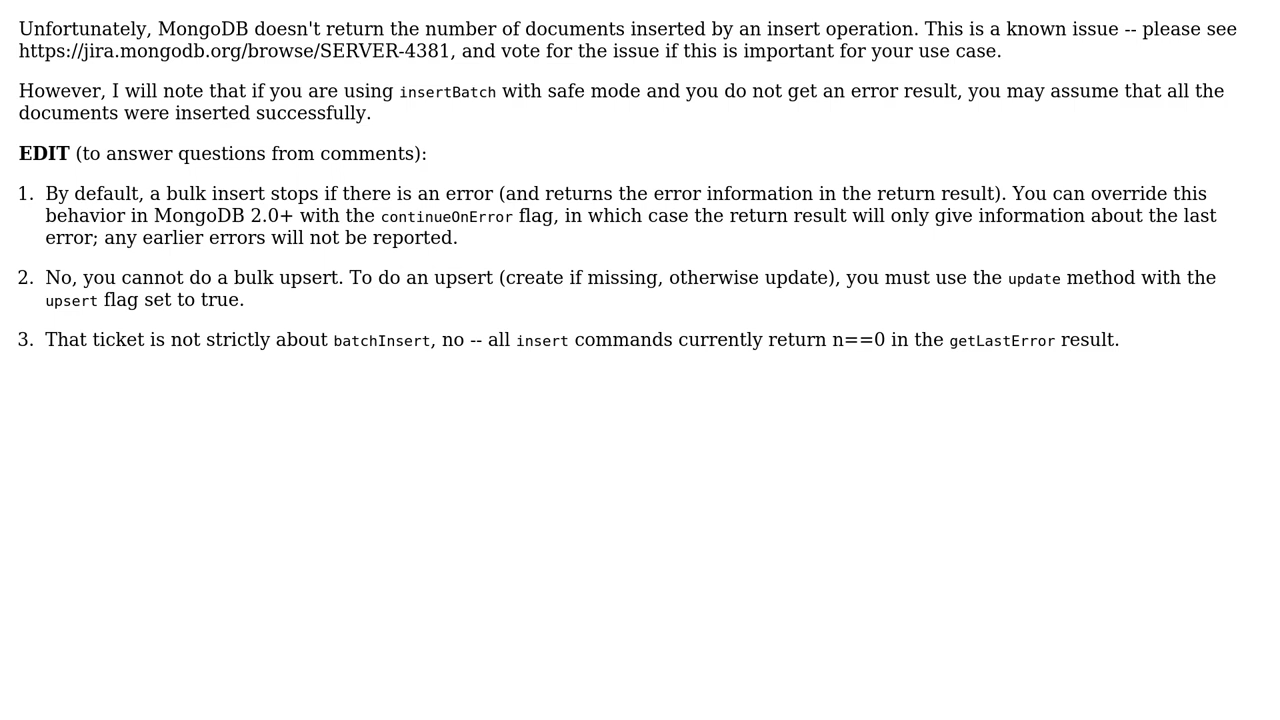 Unfortunately, MongoDB doesn't return the number of documents inserted by an insert operation. This is a known issue -- please see
https://jira.mongodb.org/browse/SERVER-4381, and vote for the issue if this is important for your use case.
However, I will note that if you are using insertBatch with safe mode and you do not get an error result, you may assume that all the
documents were inserted successfully.
EDIT (to answer questions from comments):
1. By default, a bulk insert stops if there is an error (and returns the error information in the return result). You can override this
behavior in MongoDB 2.0+ with the continueOnError flag, in which case the return result will only give information about the last
error; any earlier errors will not be reported.
2. No, you cannot do a bulk upsert. To do an upsert (create if missing, otherwise update), you must use the update method with the
upsert flag set to true.
3. That ticket is not strictly about batchInsert, no -- all insert commands currently return n==0 in the getLastError result.